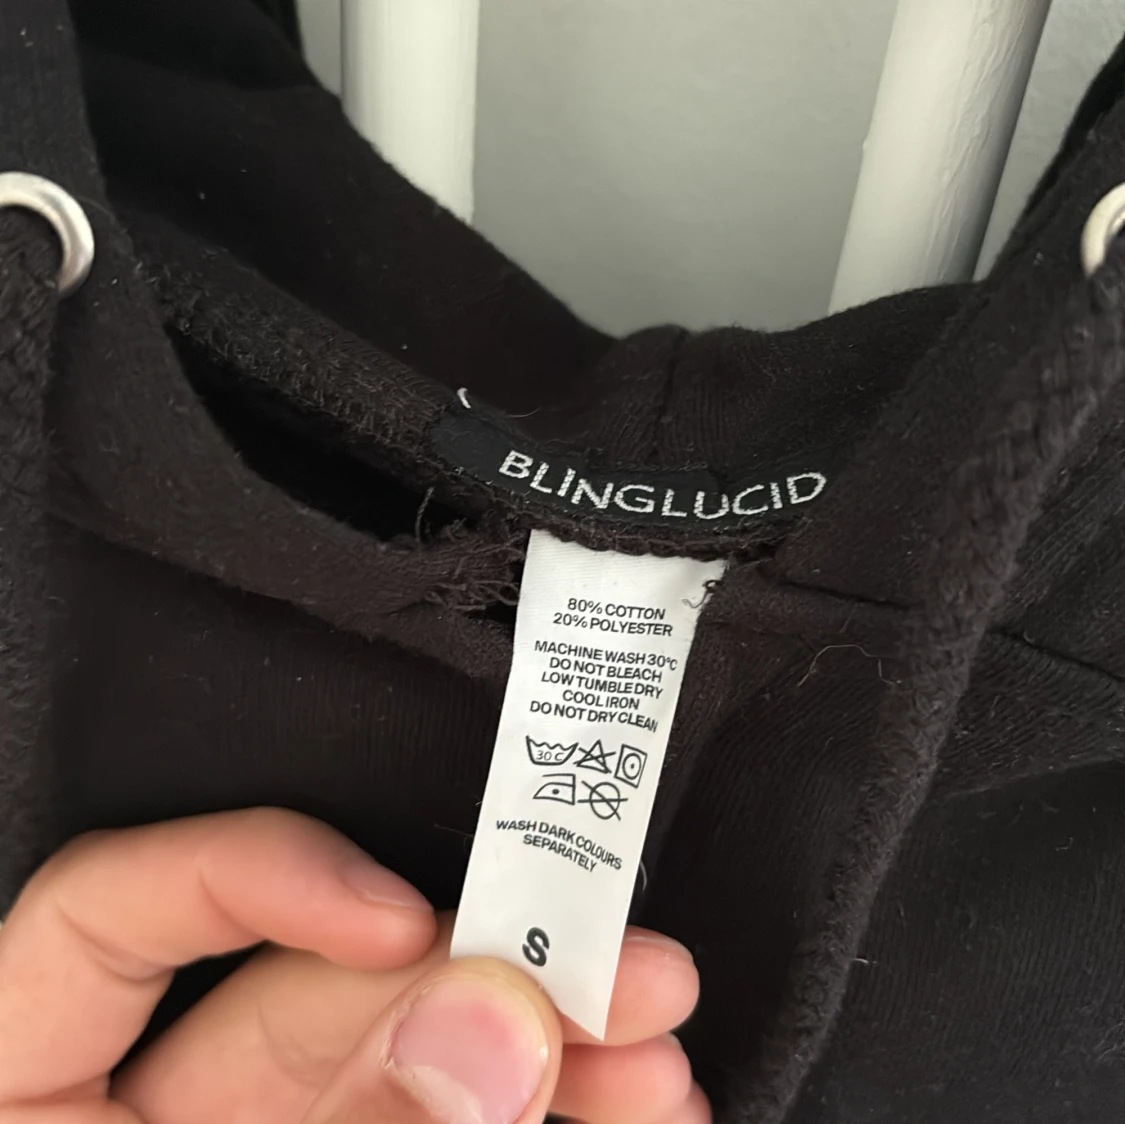 BLINGLUCID
80% COTTON
20% POLYESTER
MACHINE WASH 30°C
DO NOT BLEACH
LOW TUMBLE DRY
COOL IRON
DO NOT DRY CLEAN
30 C
WASH DARK COLOURS
SEPARATELY
S